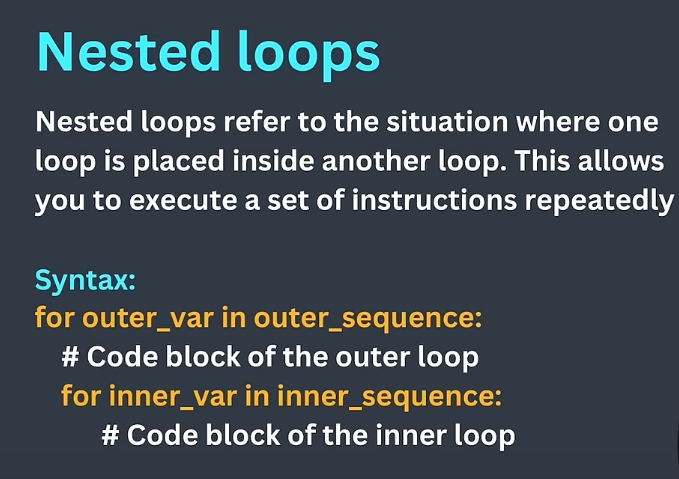 Nested loops
Nested loops refer to the situation where one
loop is placed inside another loop. This allows
you to execute a set of instructions repeatedly
Syntax:
for outer_var in outer_sequence:
# Code block of the outer loop
for inner_var in inner_sequence:
# Code block of the inner loop